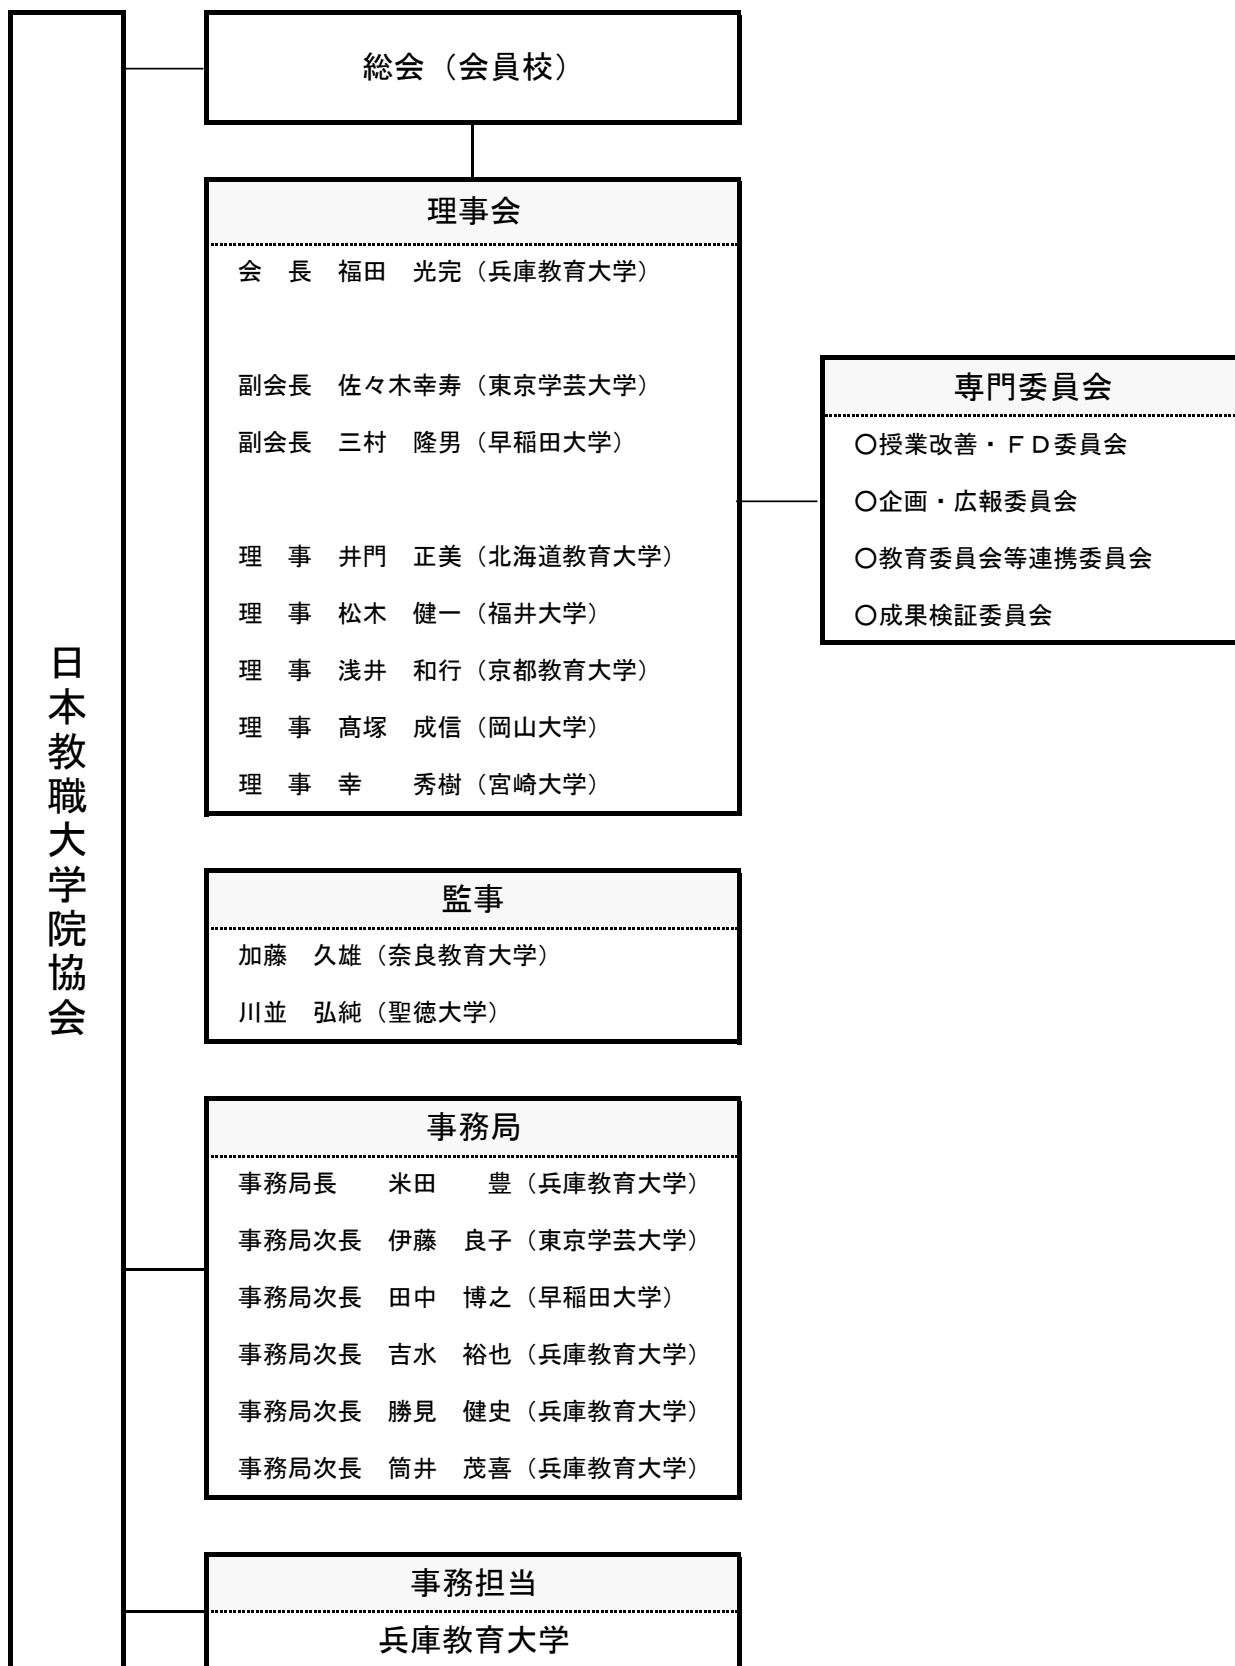 日本教職大学院協会
総会（会員校）
理事会
会　長　福田　光完（兵庫教育大学）
副会長　佐々木幸寿（東京学芸大学）
副会長　三村　隆男（早稲田大学）
理　事　井門　正美（北海道教育大学）
理　事　松木　健一（福井大学）
理　事　浅井　和行（京都教育大学）
理　事　髙塚　成信（岡山大学）
理　事　幸　　秀樹（宮崎大学）
専門委員会
〇授業改善・ＦＤ委員会
〇企画・広報委員会
〇教育委員会等連携委員会
〇成果検証委員会
監事
加藤　久雄（奈良教育大学）
川並　弘純（聖徳大学）
事務局
事務局長　　米田　　豊（兵庫教育大学）
事務局次長　伊藤　良子（東京学芸大学）
事務局次長　田中　博之（早稲田大学）
事務局次長　吉水　裕也（兵庫教育大学）
事務局次長　勝見　健史（兵庫教育大学）
事務局次長　筒井　茂喜（兵庫教育大学）
事務担当
兵庫教育大学